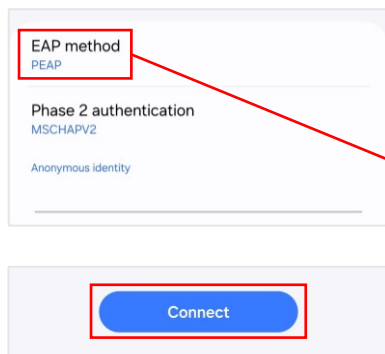 EAP method
PEAP
Phase 2 authentication
MSCHAPV2
Anonymous identity
Connect